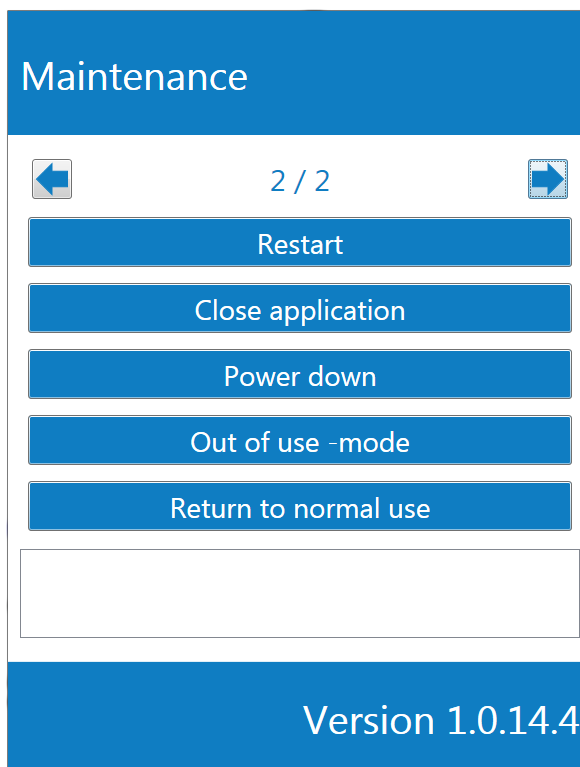 Maintenance
2 / 2
Restart
Close application
Power down
Out of use -mode
Return to normal use
Version 1.0.14.4